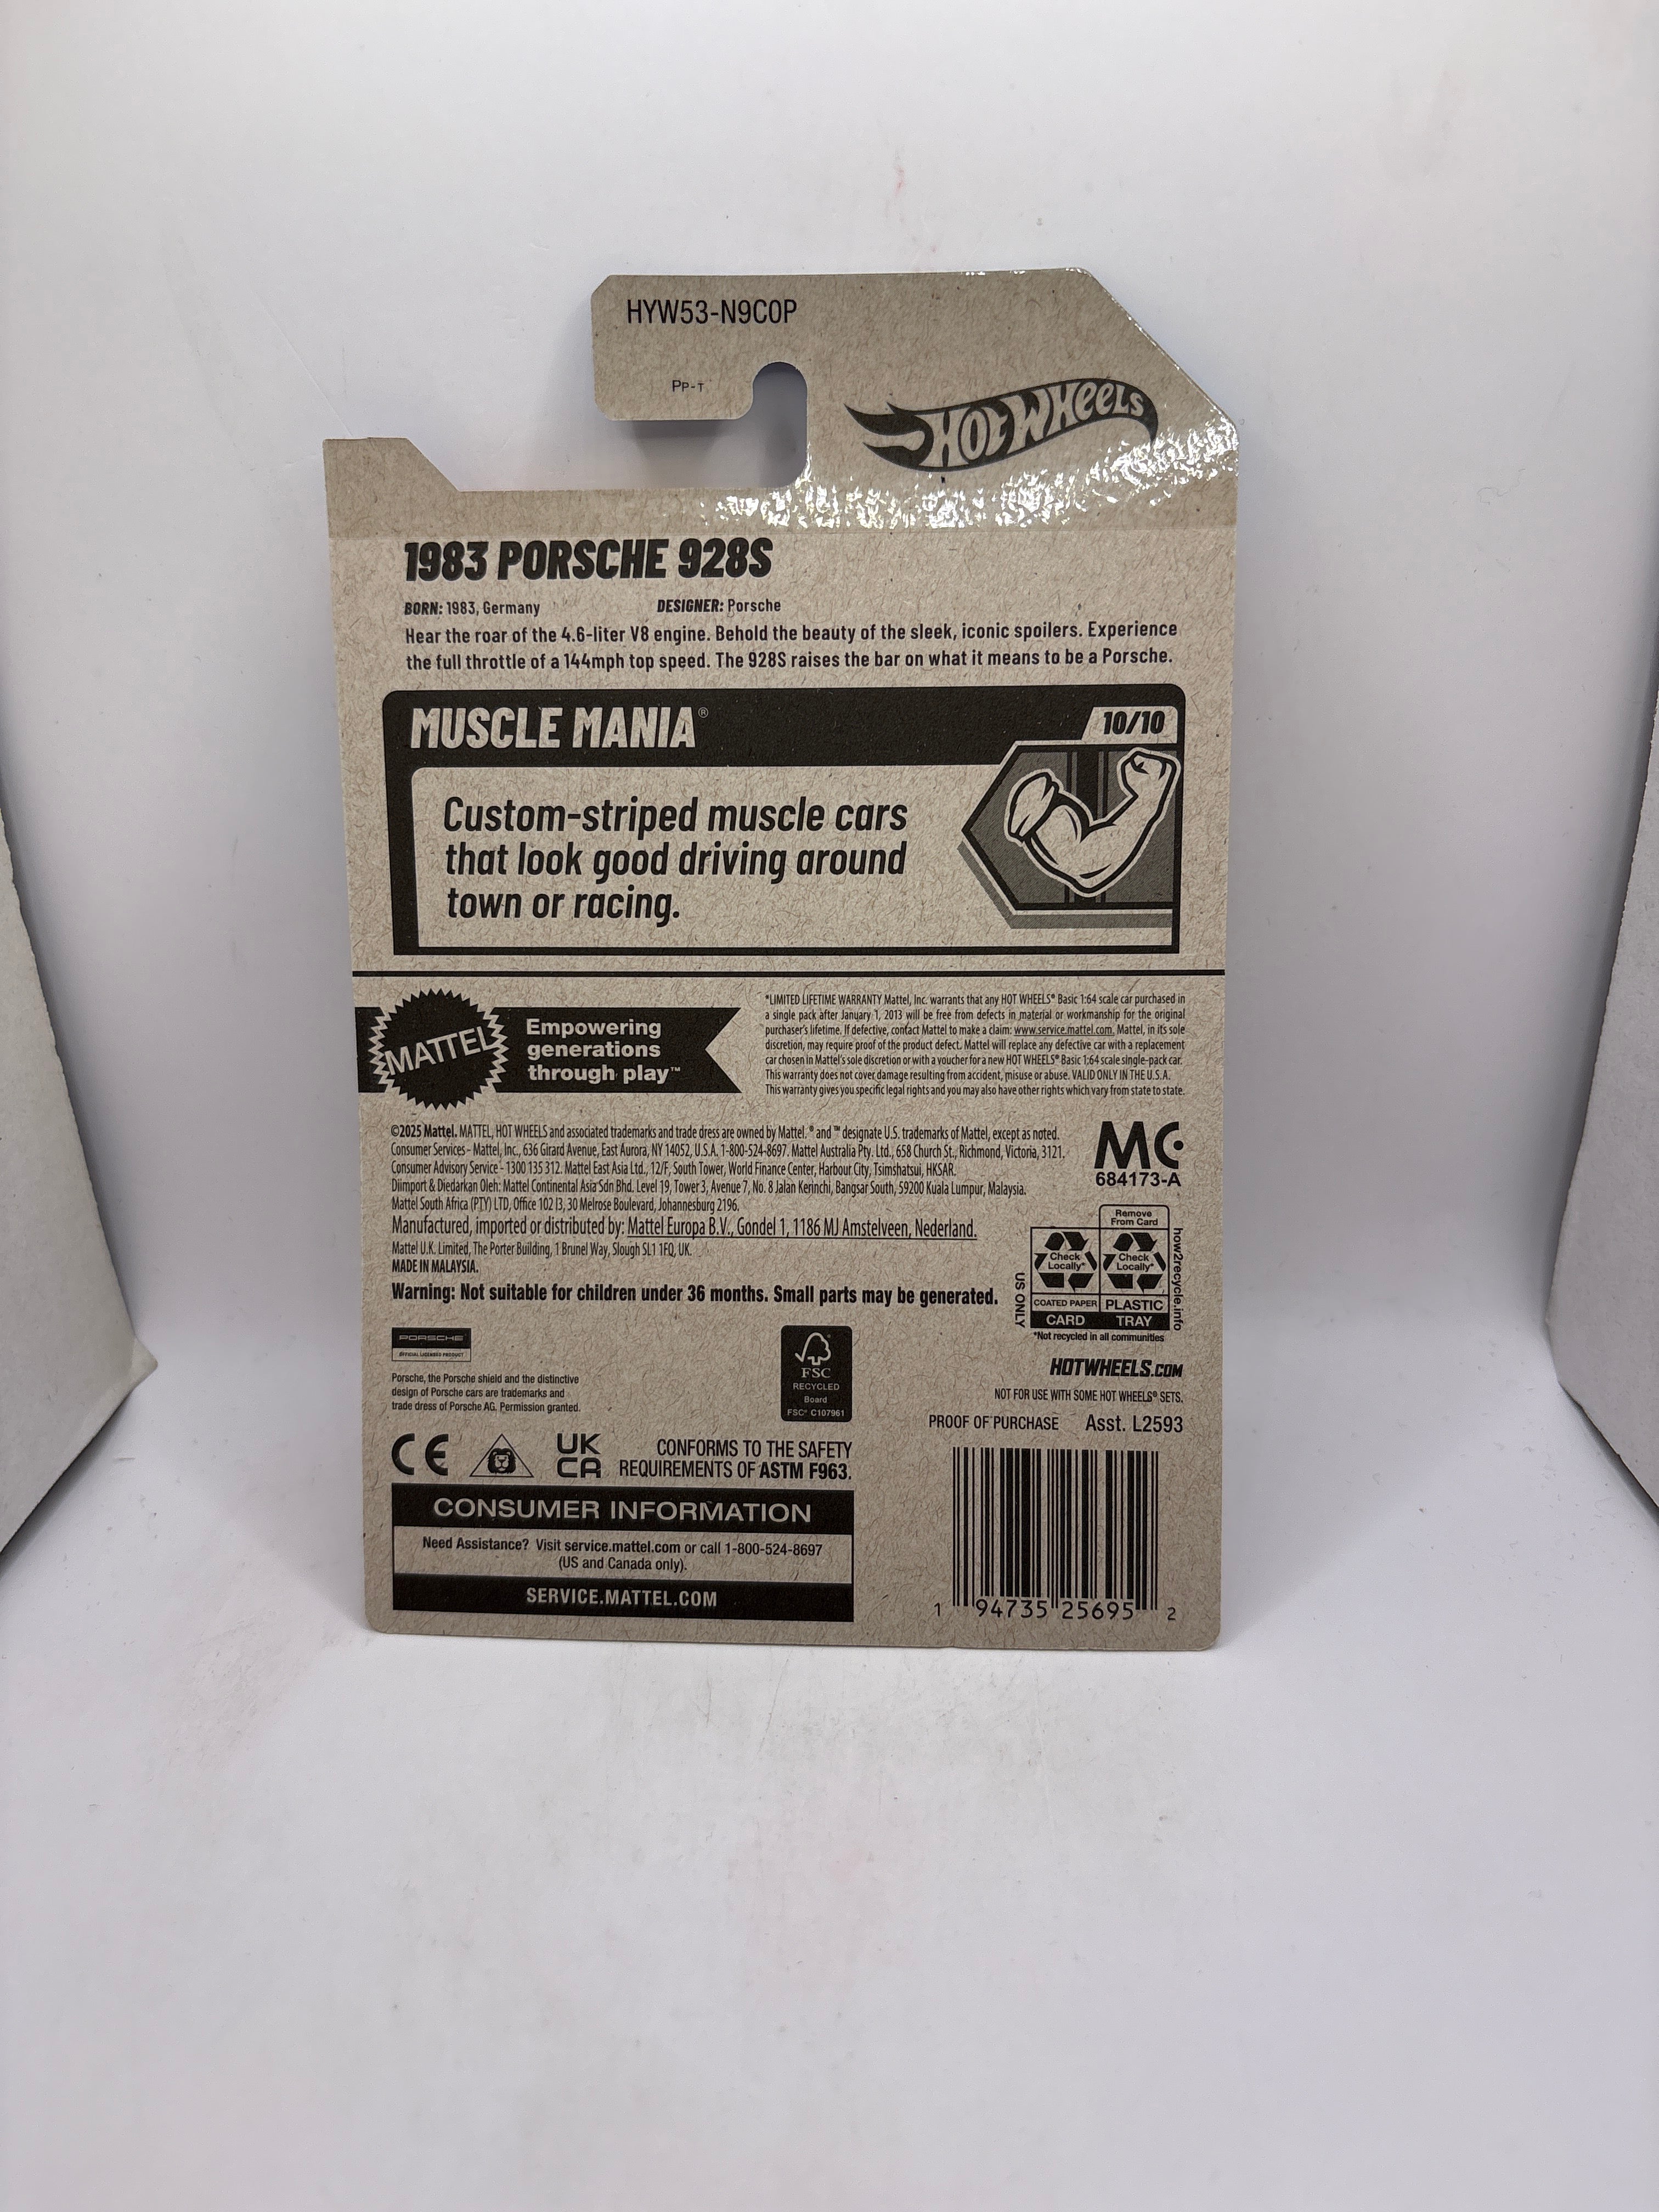 HYW53-N9C0P
PP-T
HOT WHEELS
1983 PORSCHE 928S
BORN: 1983, Germany DESIGNER: Porsche
Hear the roar of the 4.6-liter V8 engine. Behold the beauty of the sleek, iconic spoilers. Experience
the full throttle of a 144mph top speed. The 928S raises the bar on what it means to be a Porsche.
MUSCLE MANIA®
10/10
Custom-striped muscle cars
that look good driving around
town or racing.
MATTEL
Empowering
generations
through play™
*LIMITED LIFETIME WARRANTY Mattel, Inc. warrants that any HOT WHEELS® Basic 1:64 scale car purchased in
a single pack after January 1, 2013 will be free from defects in material or workmanship for the original
purchaser's lifetime. If defective, contact Mattel to make a claim: www.service.mattel.com. Mattel, in its sole
discretion, may require proof of the product defect. Mattel will replace any defective car with a replacement
car chosen in Mattel's sole discretion or with a voucher for a new HOT WHEELS® Basic 1:64 scale single-pack car.
This warranty does not cover damage resulting from accident, misuse or abuse. VALID ONLY IN THE U.S.A.
This warranty gives you specific legal rights and you may also have other rights which vary from state to state.
©2025 Mattel. MATTEL, HOT WHEELS and associated trademarks and trade dress are owned by Mattel. ® and ™ designate U.S. trademarks of Mattel, except as noted.
Consumer Services - Mattel, Inc., 636 Girard Avenue, East Aurora, NY 14052, U.S.A. 1-800-524-8697. Mattel Australia Pty. Ltd., 658 Church St., Richmond, Victoria, 3121.
Consumer Advisory Service - 1300 135 312. Mattel East Asia Ltd., 12/F, South Tower, World Finance Center, Harbour City, Tsimshatsui, HKSAR.
Diimport & Diedarkan Oleh: Mattel Continental Asia Sdn Bhd. Level 19, Tower 3, Avenue 7, No. 8 Jalan Kerinchi, Bangsar South, 59200 Kuala Lumpur, Malaysia.
Mattel South Africa (PTY) LTD, Office 102 I3, 30 Melrose Boulevard, Johannesburg 2196.
Manufactured, imported or distributed by: Mattel Europa B.V., Gondel 1, 1186 MJ Amstelveen, Nederland.
Mattel U.K. Limited, The Porter Building, 1 Brunel Way, Slough SL1 1FQ, UK.
MADE IN MALAYSIA.
Warning: Not suitable for children under 36 months. Small parts may be generated.
MC
684173-A
Remove
From Card
Check
Locally*
Check
Locally*
COATED PAPER
PLASTIC
CARD
TRAY
US ONLY
how2recycle.info
*Not recycled in all communities
PORSCHE
OFFICIAL LICENSED PRODUCT
Porsche, the Porsche shield and the distinctive
design of Porsche cars are trademarks and
trade dress of Porsche AG. Permission granted.
FSC
RECYCLED
Board
FSC® C107961
HOTWHEELS.COM
NOT FOR USE WITH SOME HOT WHEELS® SETS.
PROOF OF PURCHASE Asst. L2593
CE
UK
CA
CONFORMS TO THE SAFETY
REQUIREMENTS OF ASTM F963.
CONSUMER INFORMATION
Need Assistance? Visit service.mattel.com or call 1-800-524-8697
(US and Canada only).
SERVICE.MATTEL.COM
1 94735 25695 2